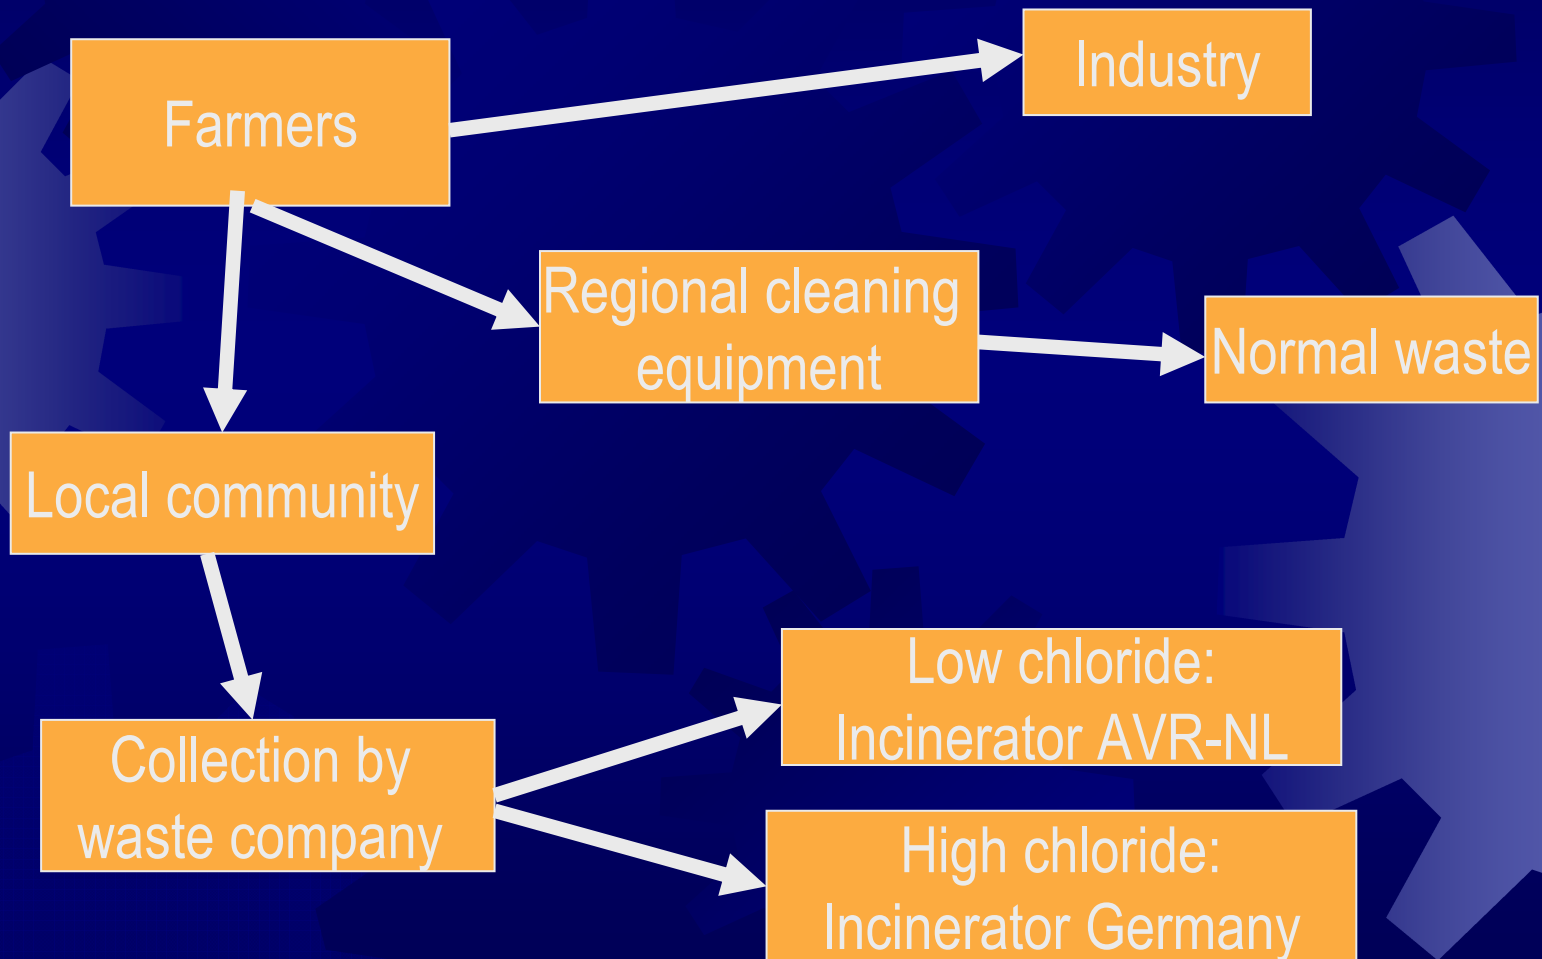 Farmers
Industry
Regional cleaning
equipment
Normal waste
Local community
Collection by
waste company
Low chloride:
Incinerator AVR-NL
High chloride:
Incinerator Germany